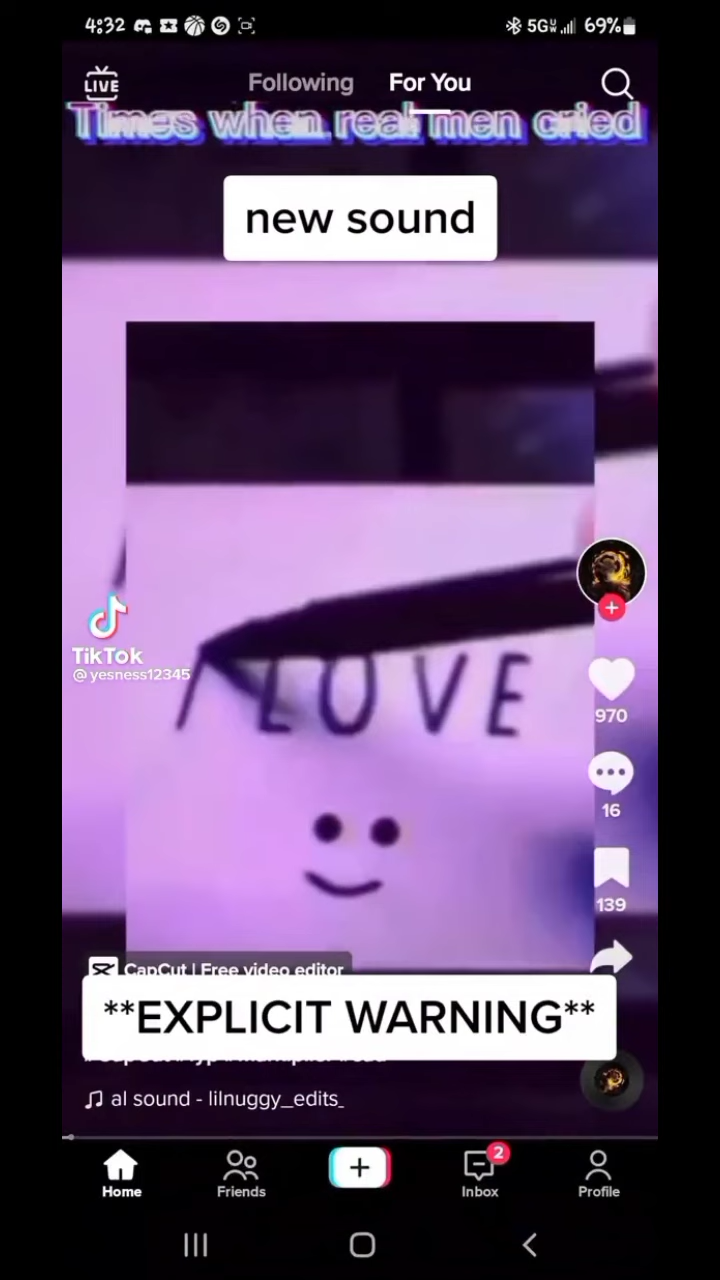 4:32
5G
69%
LIVE
Following
For You
Times when real men cried
new sound
I LOVE
TikTok
@yesness12345
970
16
139
CapCut | Free video editor
**EXPLICIT WARNING**
al sound - lilnuggy_edits_
2
Home
Friends
Inbox
Profile